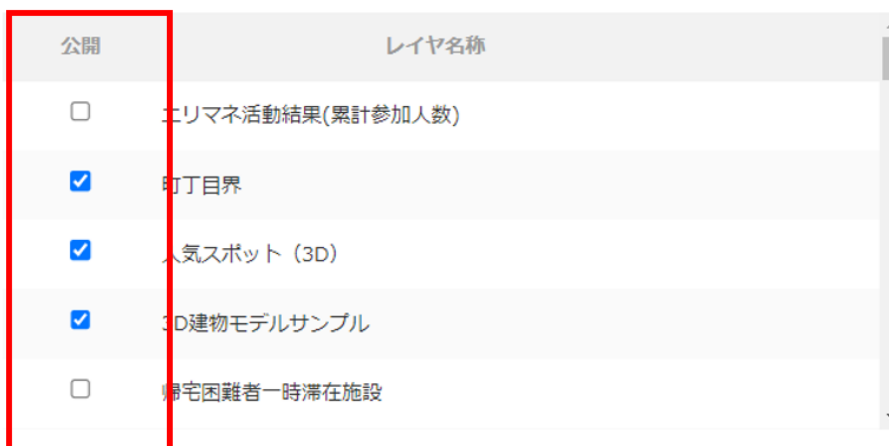 公開 レイヤ名称
エリマネ活動結果(累計参加人数)
町丁目界
人気スポット（3D）
3D建物モデルサンプル
帰宅困難者一時滞在施設